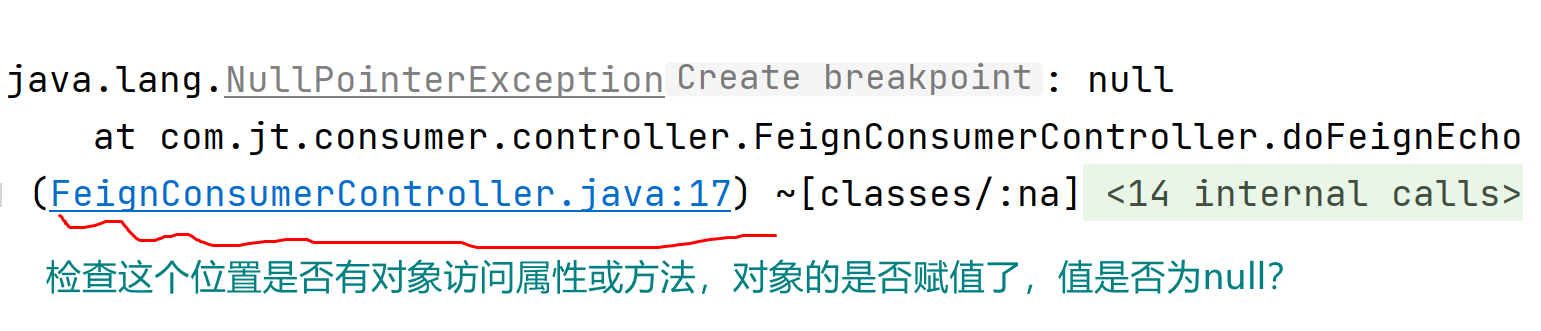 java.lang.NullPointerException Create breakpoint : null
at com.jt.consumer.controller.FeignConsumerController.doFeignEcho
(FeignConsumerController.java:17) ~[classes/:na] <14 internal calls>
检查这个位置是否有对象访问属性或方法，对象的是否赋值了，值是否为null?